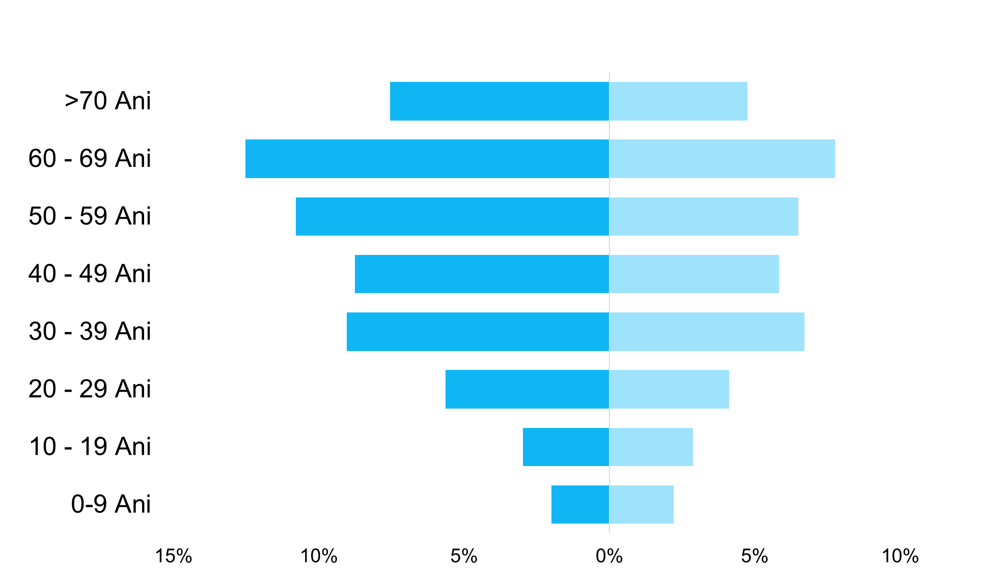 >70 Ani
60 - 69 Ani
50 - 59 Ani
40 - 49 Ani
30 - 39 Ani
20 - 29 Ani
10 - 19 Ani
0-9 Ani
15% 10% 5% 0% 5% 10%